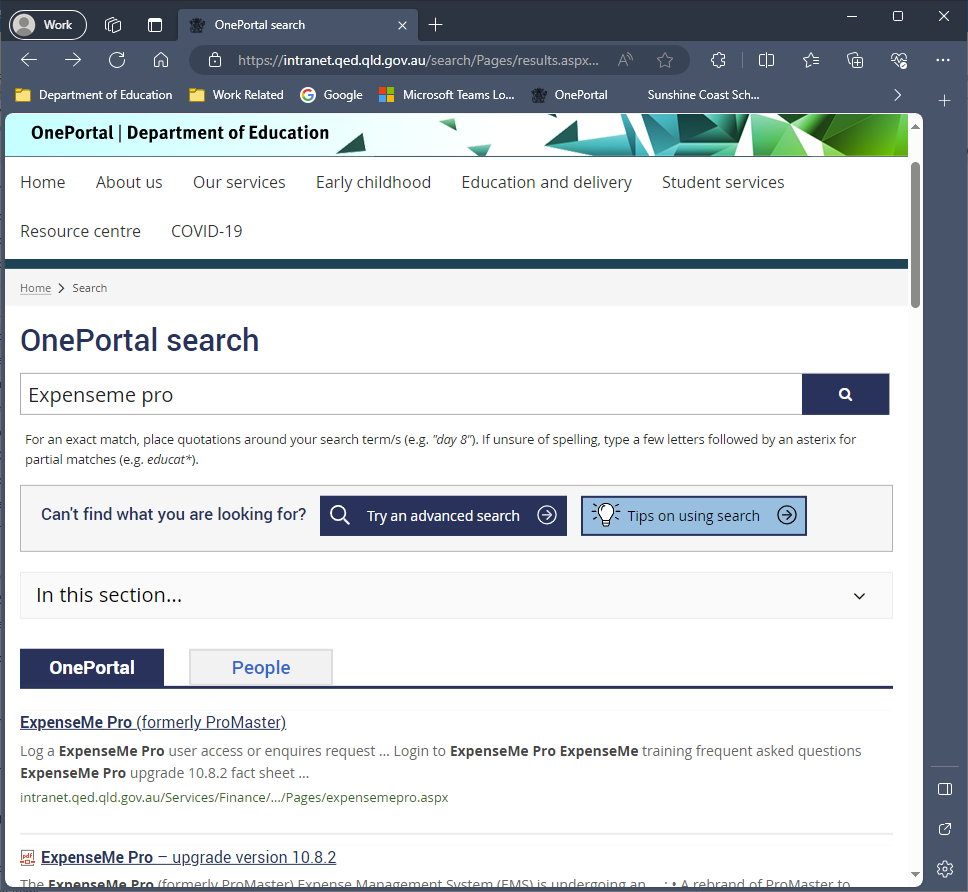 Work
OnePortal search
https://intranet.qed.qld.gov.au/search/Pages/results.aspx...
Department of Education
Work Related
Google
Microsoft Teams Lo...
OnePortal
Sunshine Coast Sch...
OnePortal | Department of Education
Home
About us
Our services
Early childhood
Education and delivery
Student services
Resource centre
COVID-19
Home > Search
OnePortal search
Expenseme pro
For an exact match, place quotations around your search term/s (e.g. "day 8"). If unsure of spelling, type a few letters followed by an asterix for
partial matches (e.g. educat*).
Can't find what you are looking for?
Try an advanced search
Tips on using search
In this section...
OnePortal
People
ExpenseMe Pro (formerly ProMaster)
Log a ExpenseMe Pro user access or enquires request ... Login to ExpenseMe Pro ExpenseMe training frequent asked questions
ExpenseMe Pro upgrade 10.8.2 fact sheet ...
intranet.qed.qld.gov.au/Services/Finance/.../Pages/expensemepro.aspx
ExpenseMe Pro – upgrade version 10.8.2
The ExpenseMe Pro (formerly ProMaster) Expense Management System (EMS) is undergoing an ... : • A rebrand of ProMaster to